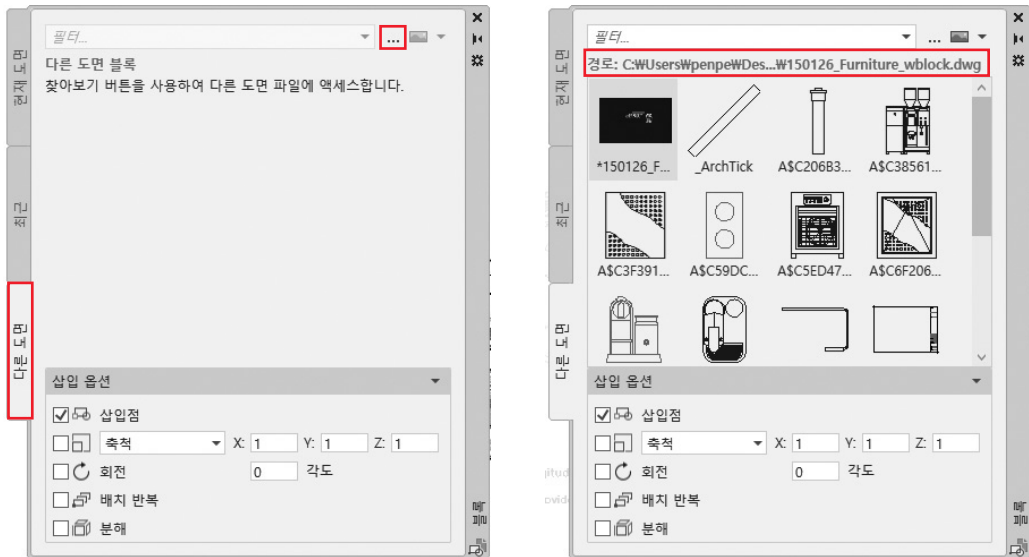 필터...
...
다른 도면 블록
찾아보기 버튼을 사용하여 다른 도면 파일에 액세스합니다.
현재 도면
최근
다른 도면
삽입 옵션
삽입점
축척 X: 1 Y: 1 Z: 1
회전 0 각도
배치 반복
분해
블록
필터...
...
경로: C:₩Users₩penpe₩Des...₩150126_Furniture_wblock.dwg
*150126_F... _ArchTick A$C206B3... A$C38561...
A$C3F391... A$C59DC... A$C5ED47... A$C6F206...
현재 도면
최근
다른 도면
삽입 옵션
삽입점
축척 X: 1 Y: 1 Z: 1
회전 0 각도
배치 반복
분해
블록